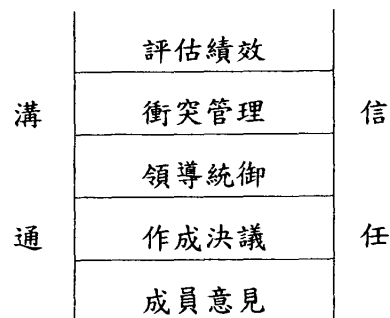 評估績效
溝 衝突管理 信
領導統御
通 作成決議 任
成員意見